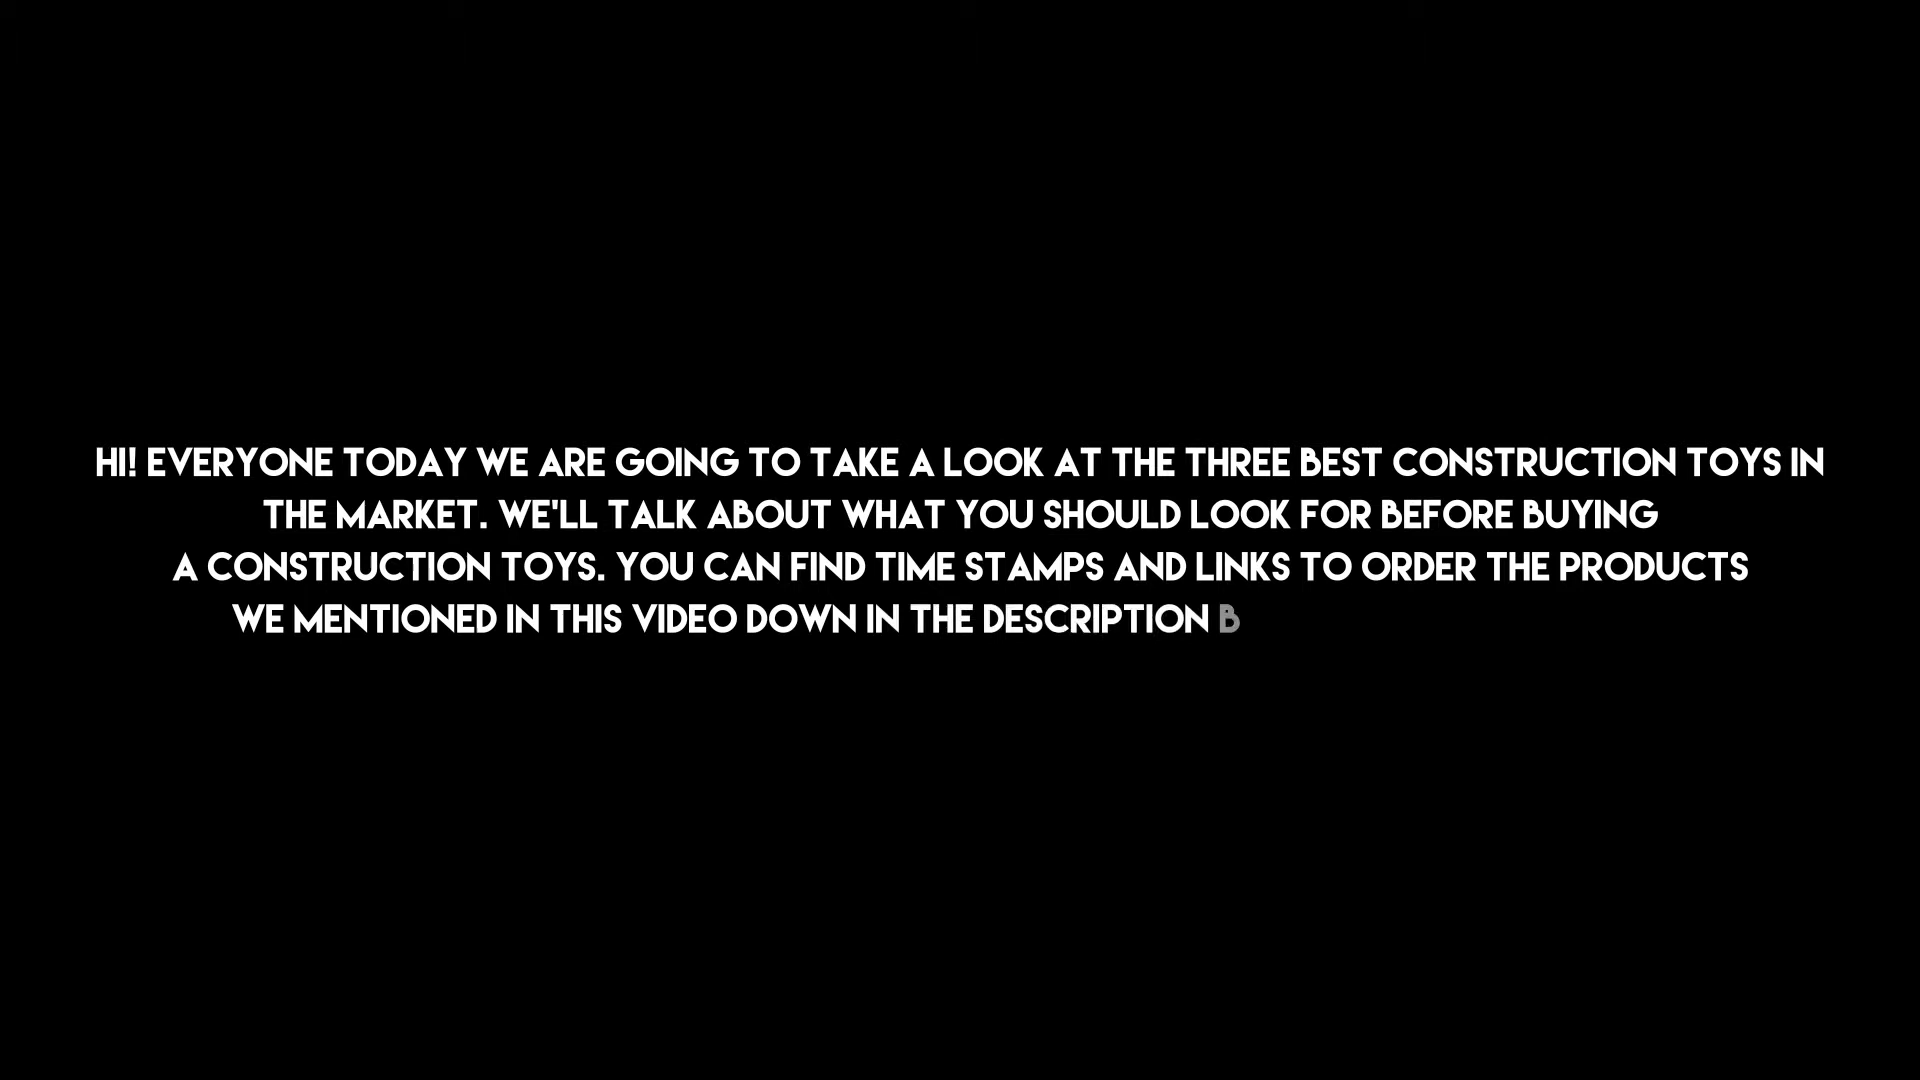 HI! EVERYONE TODAY WE ARE GOING TO TAKE A LOOK AT THE THREE BEST CONSTRUCTION TOYS IN
THE MARKET. WE'LL TALK ABOUT WHAT YOU SHOULD LOOK FOR BEFORE BUYING
A CONSTRUCTION TOYS. YOU CAN FIND TIME STAMPS AND LINKS TO ORDER THE PRODUCTS
WE MENTIONED IN THIS VIDEO DOWN IN THE DESCRIPTION B